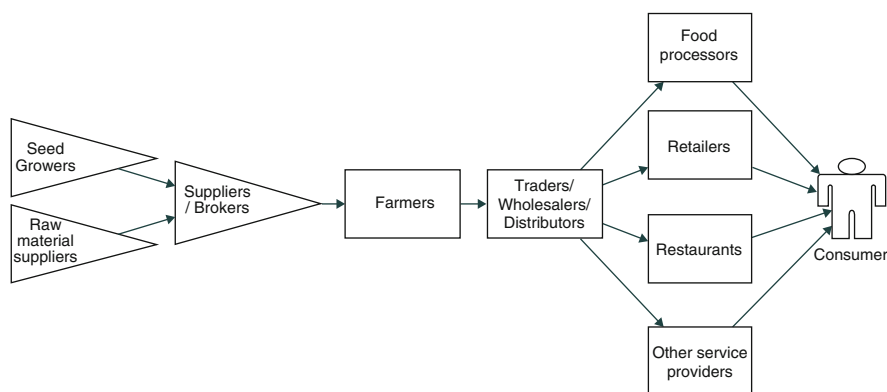 Seed
Growers
Raw
material
suppliers
Suppliers
/ Brokers
Farmers
Traders/
Wholesalers/
Distributors
Food
processors
Retailers
Restaurants
Other service
providers
Consumer